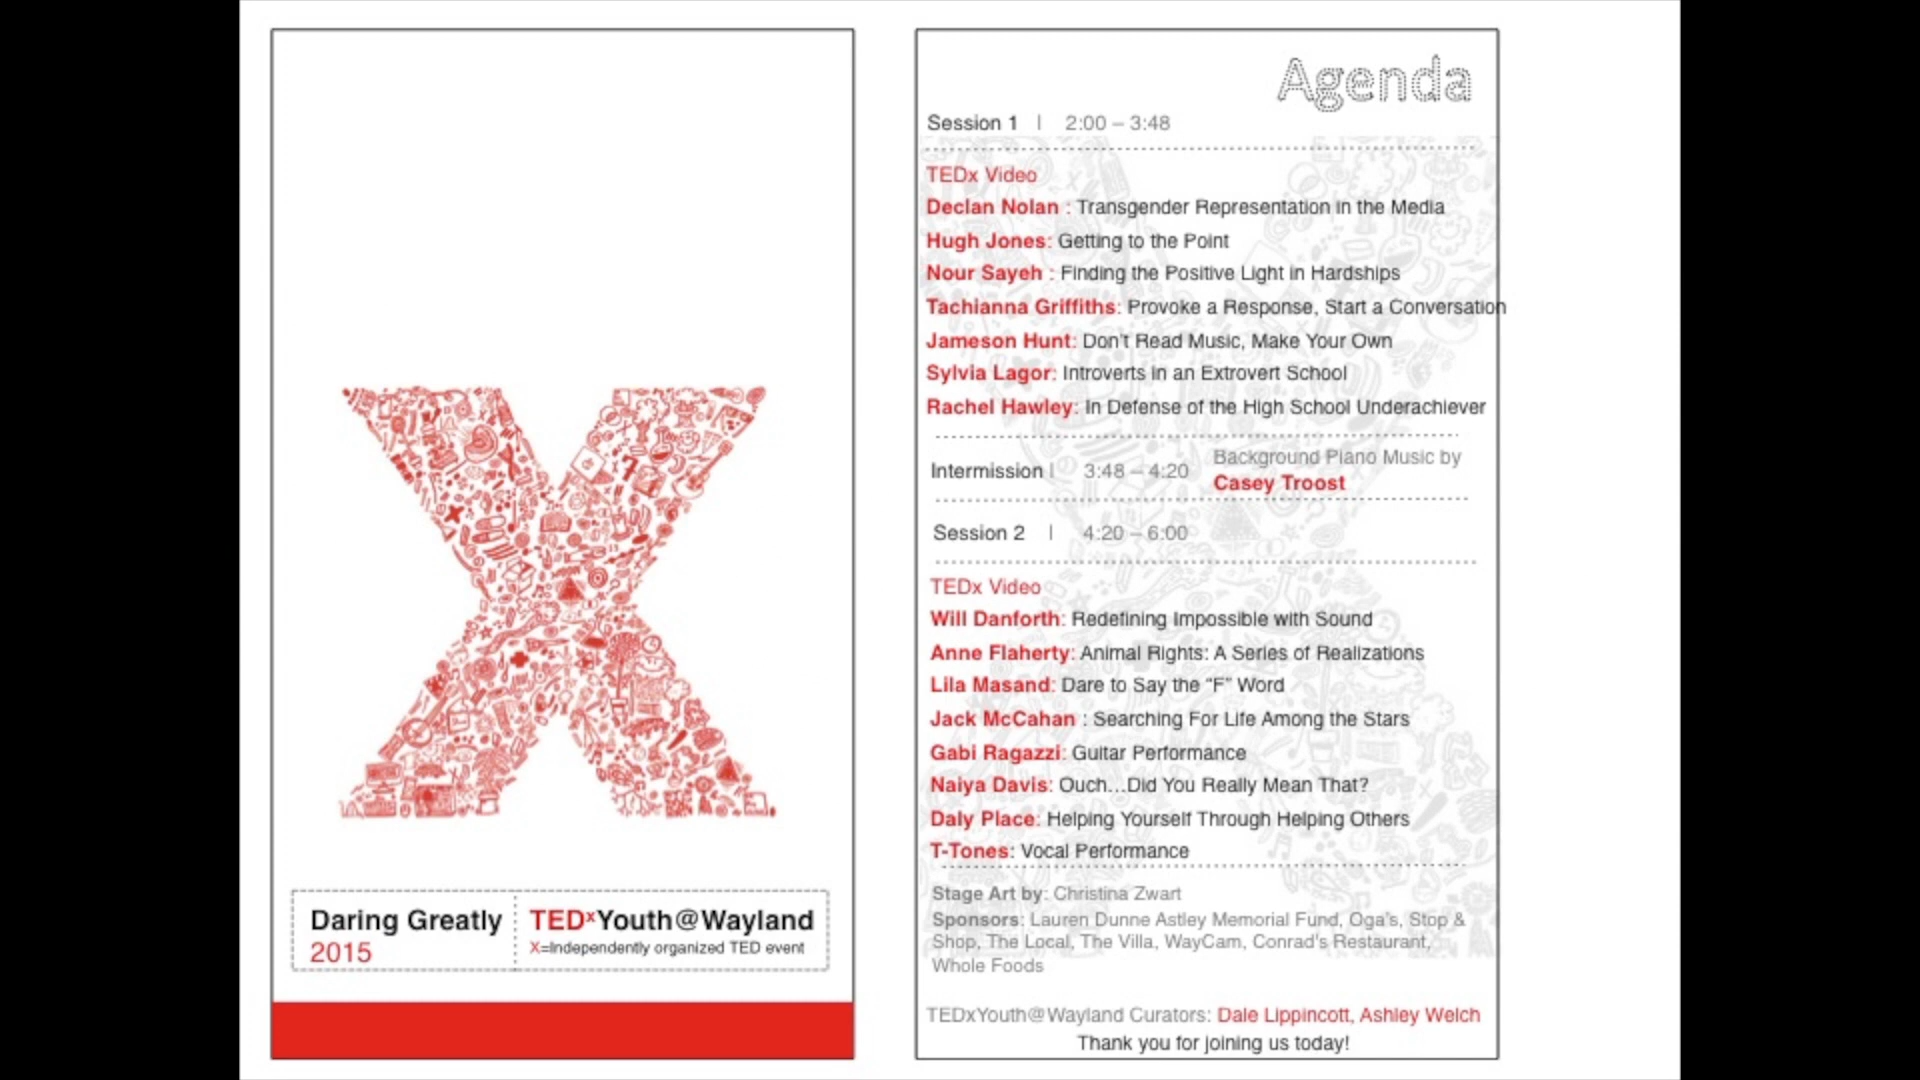 Daring Greatly
2015
TEDxYouth@Wayland
X=Independently organized TED event
Agenda
Session 1 | 2:00 – 3:48
TEDx Video
Declan Nolan : Transgender Representation in the Media
Hugh Jones: Getting to the Point
Nour Sayeh : Finding the Positive Light in Hardships
Tachianna Griffiths: Provoke a Response, Start a Conversation
Jameson Hunt: Don't Read Music, Make Your Own
Sylvia Lagor: Introverts in an Extrovert School
Rachel Hawley: In Defense of the High School Underachiever
Intermission | 3:48 – 4:20 Background Piano Music by
Casey Troost
Session 2 | 4:20 – 6:00
TEDx Video
Will Danforth: Redefining Impossible with Sound
Anne Flaherty: Animal Rights: A Series of Realizations
Lila Masand: Dare to Say the “F” Word
Jack McCahan : Searching For Life Among the Stars
Gabi Ragazzi: Guitar Performance
Naiya Davis: Ouch...Did You Really Mean That?
Daly Place: Helping Yourself Through Helping Others
T-Tones: Vocal Performance
Stage Art by: Christina Zwart
Sponsors: Lauren Dunne Astley Memorial Fund, Oga's, Stop &
Shop, The Local, The Villa, WayCam, Conrad's Restaurant,
Whole Foods
TEDxYouth@Wayland Curators: Dale Lippincott, Ashley Welch
Thank you for joining us today!